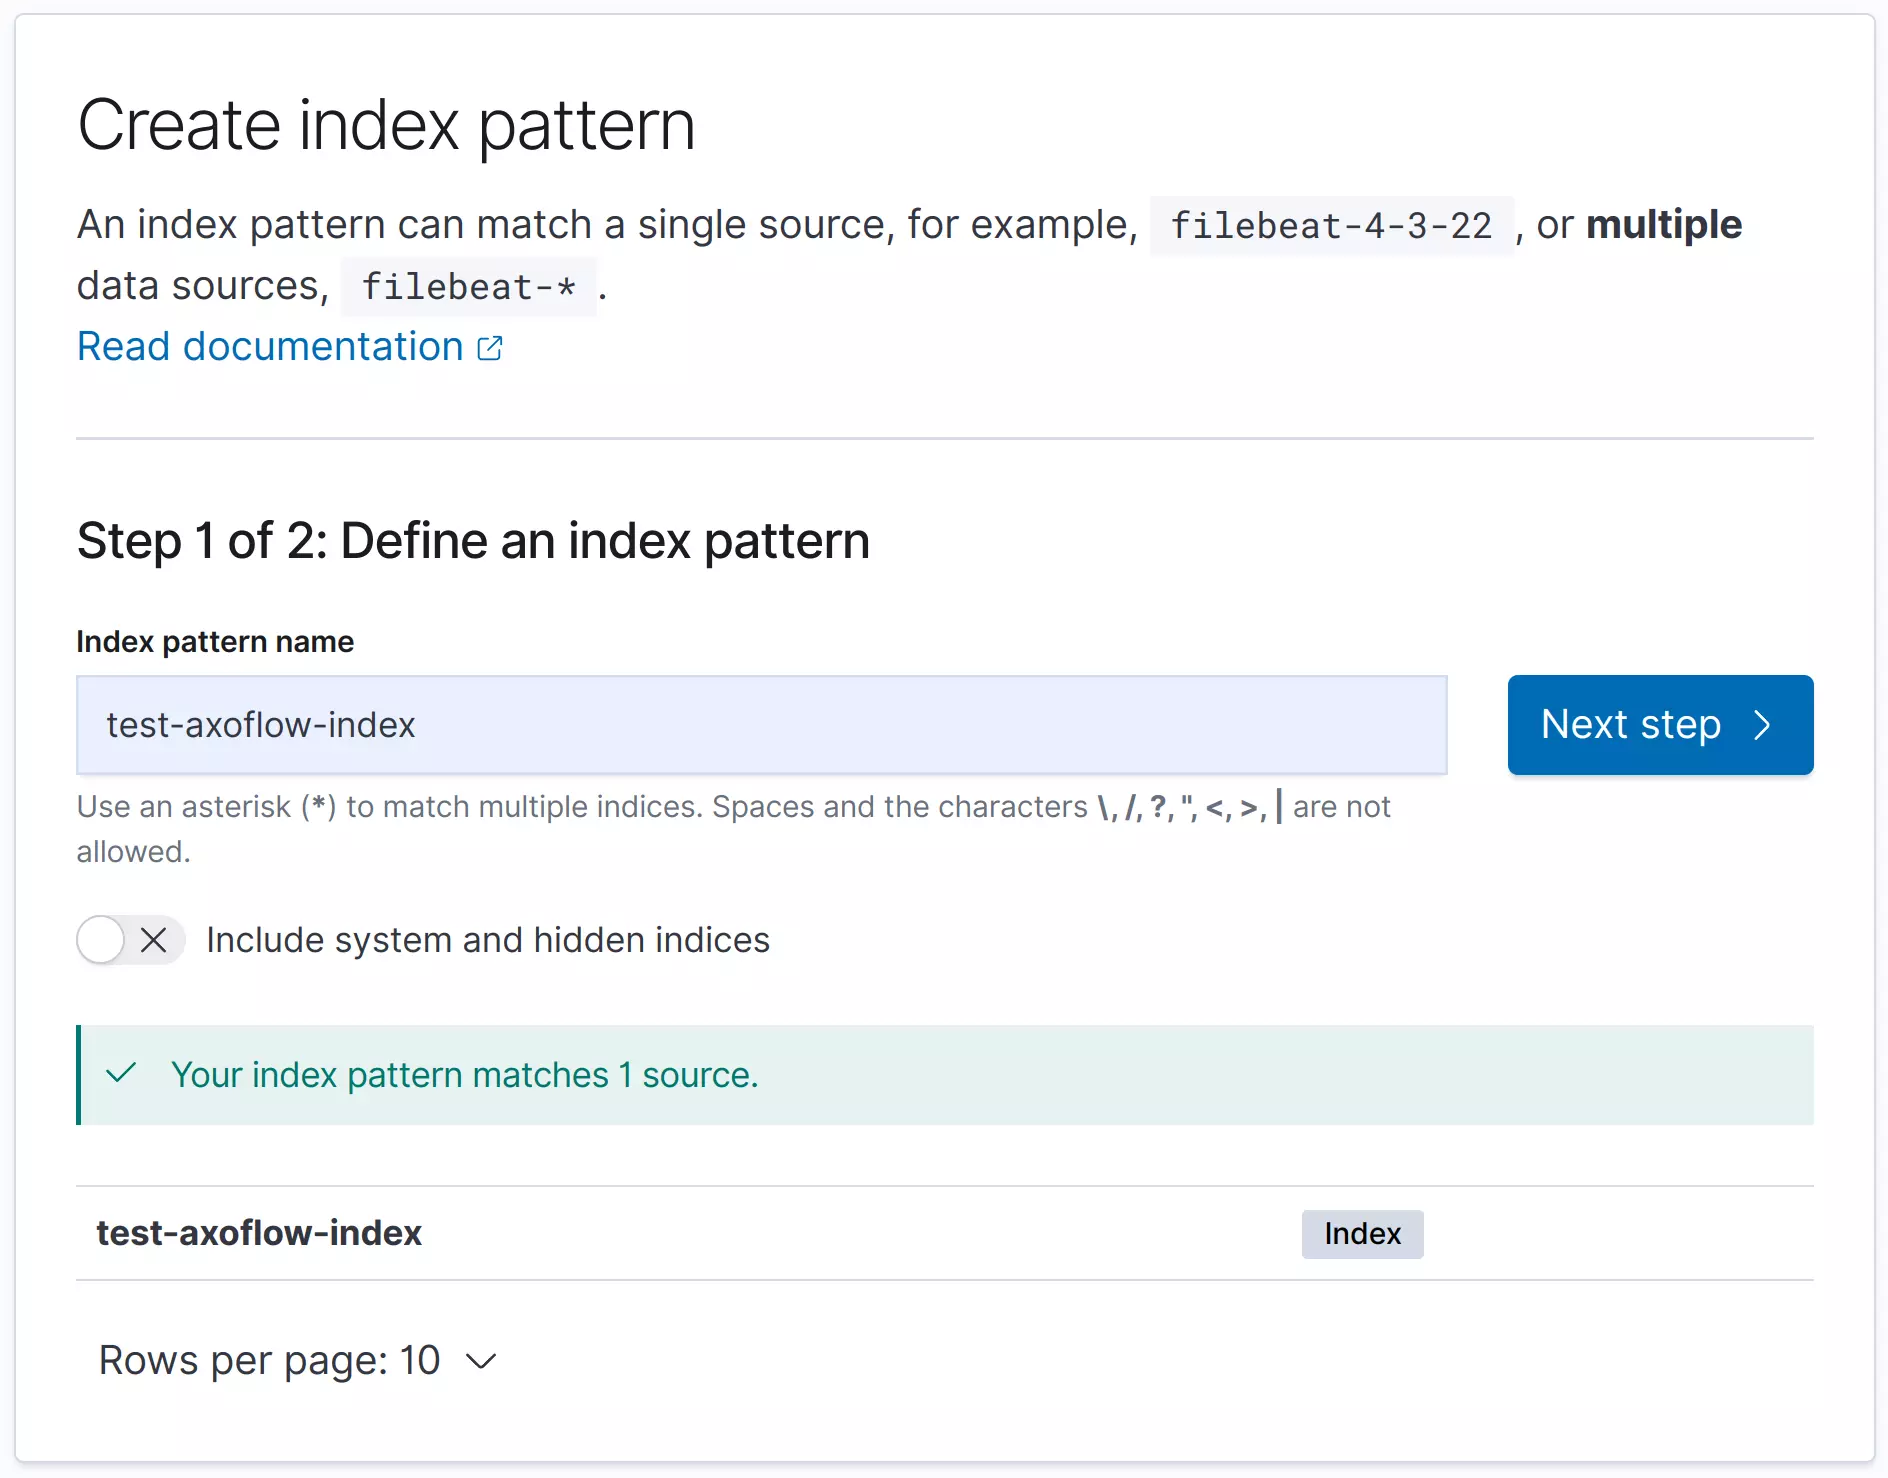 Create index pattern
An index pattern can match a single source, for example, filebeat-4-3-22 , or multiple
data sources, filebeat-* .
Read documentation
Step 1 of 2: Define an index pattern
Index pattern name
test-axoflow-index
Next step
Use an asterisk (*) to match multiple indices. Spaces and the characters \, /, ?, ", <, >, | are not
allowed.
Include system and hidden indices
Your index pattern matches 1 source.
test-axoflow-index Index
Rows per page: 10